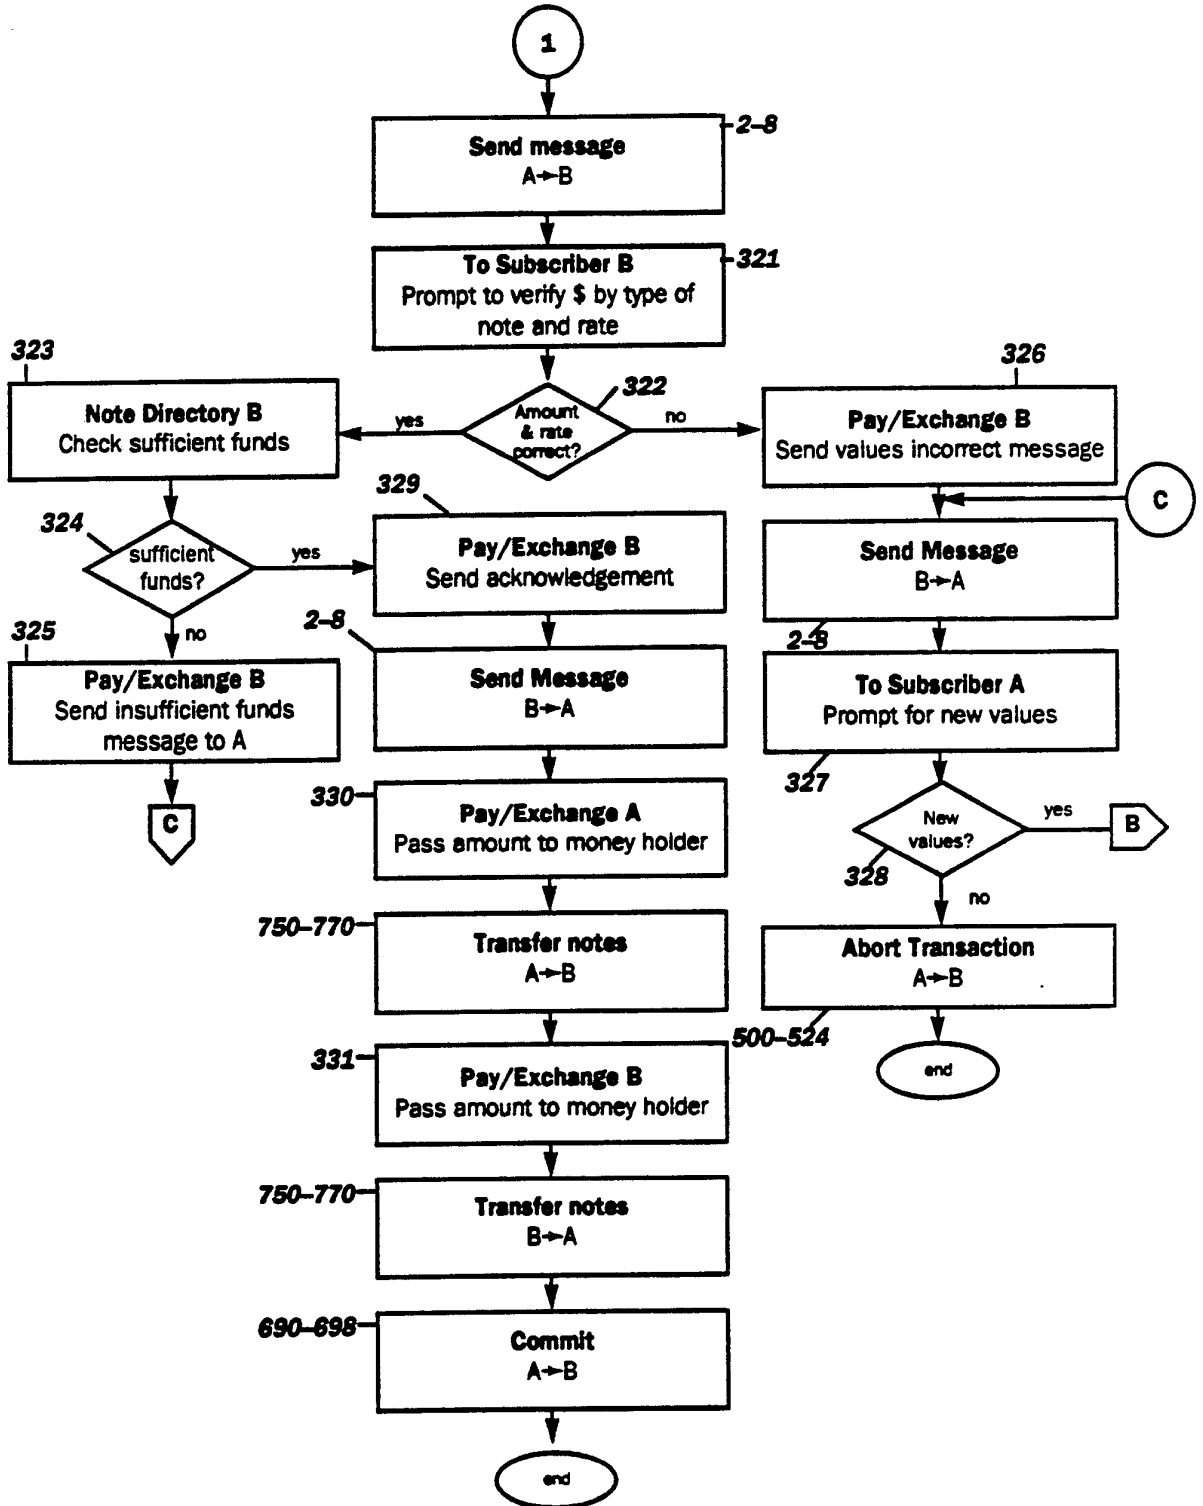 1
Send message
A→B
2–8
To Subscriber B
Prompt to verify $ by type of
note and rate
321
323
Note Directory B
Check sufficient funds
yes
Amount
& rate
correct?
322
no
326
Pay/Exchange B
Send values incorrect message
C
324
sufficient
funds?
yes
no
329
Pay/Exchange B
Send acknowledgement
Send Message
B→A
2–8
325
Pay/Exchange B
Send insufficient funds
message to A
C
2–8
Send Message
B→A
To Subscriber A
Prompt for new values
327
330
Pay/Exchange A
Pass amount to money holder
New
values?
328
yes
B
no
750–770
Transfer notes
A→B
Abort Transaction
A→B
500–524
end
331
Pay/Exchange B
Pass amount to money holder
750–770
Transfer notes
B→A
690–698
Commit
A→B
end